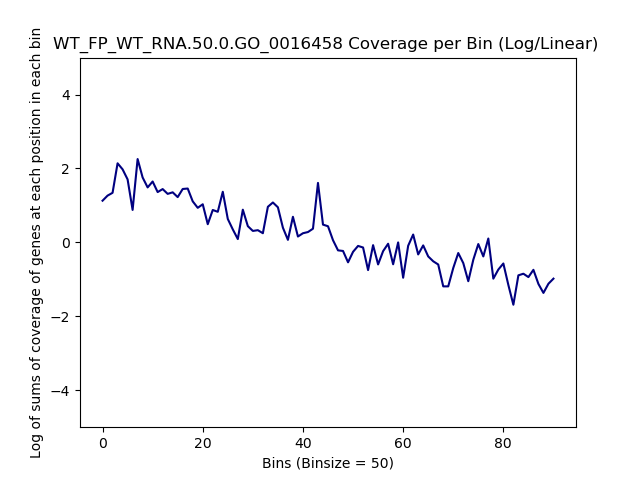 WT_FP_WT_RNA.50.0.GO_0016458 Coverage per Bin (Log/Linear)
Log of sums of coverage of genes at each position in each bin
4
2
0
−2
−4
0 20 40 60 80
Bins (Binsize = 50)